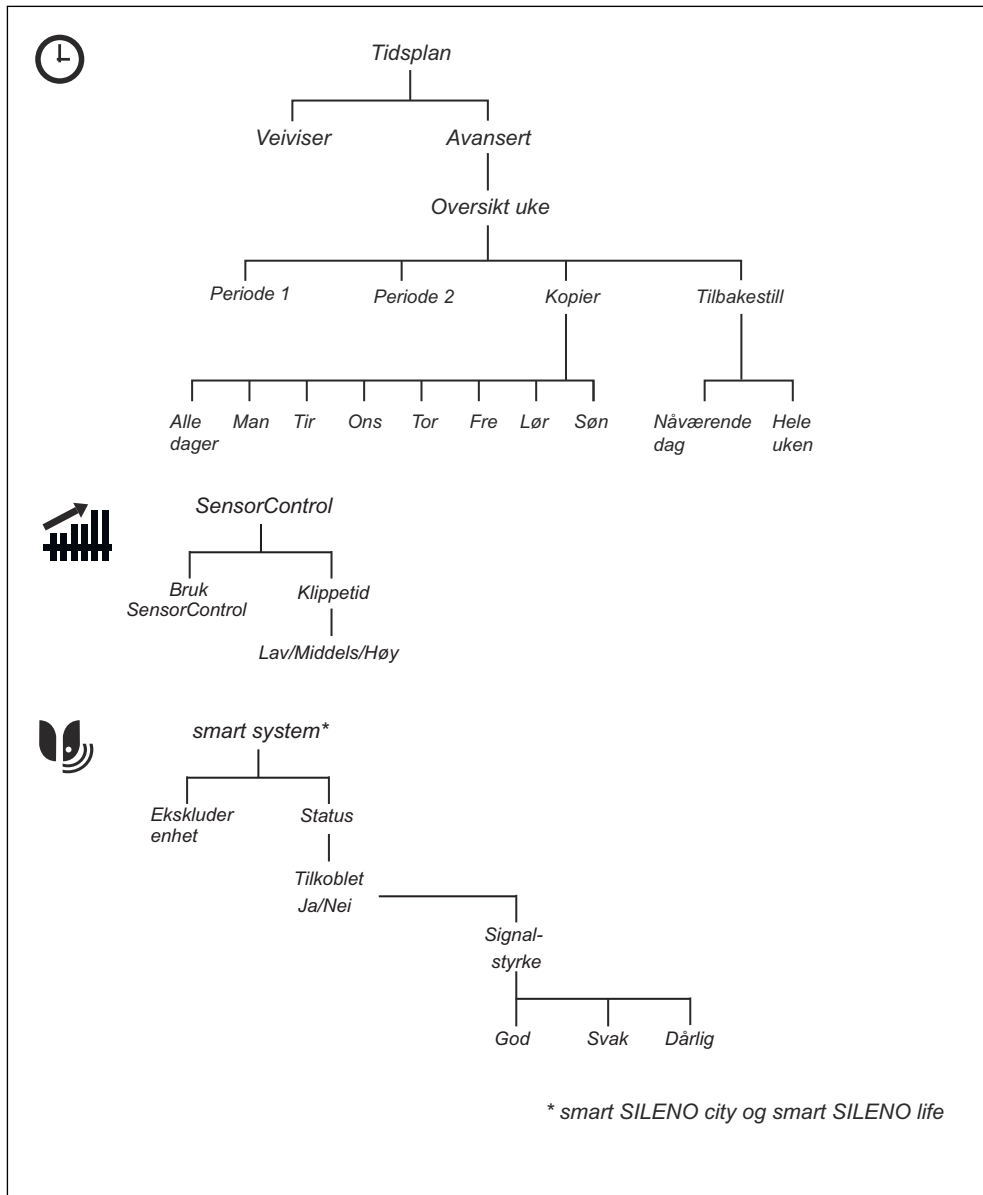 Tidsplan
Veiviser
Avansert
Oversikt uke
Periode 1
Periode 2
Kopier
Tilbakestill
Alle
dager
Man
Tir
Ons
Tor
Fre
Lør
Søn
Nåværende
dag
Hele
uken
SensorControl
Bruk
SensorControl
Klippetid
Lav/Middels/Høy
smart system*
Ekskluder
enhet
Status
Tilkoblet
Ja/Nei
Signal-
styrke
God
Svak
Dårlig
* smart SILENO city og smart SILENO life